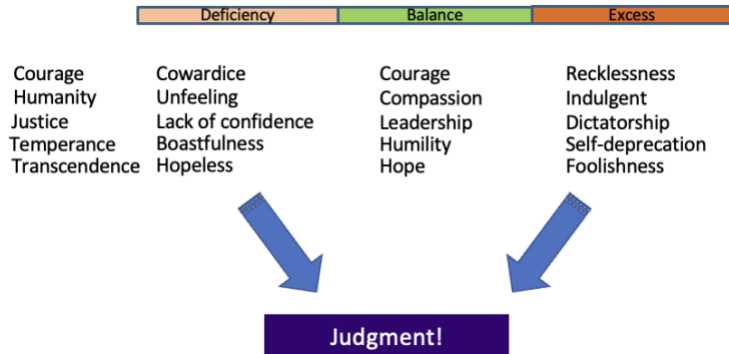 Deficiency Balance Excess
Courage Cowardice Courage Recklessness
Humanity Unfeeling Compassion Indulgent
Justice Lack of confidence Leadership Dictatorship
Temperance Boastfulness Humility Self-deprecation
Transcendence Hopeless Hope Foolishness
Judgment!